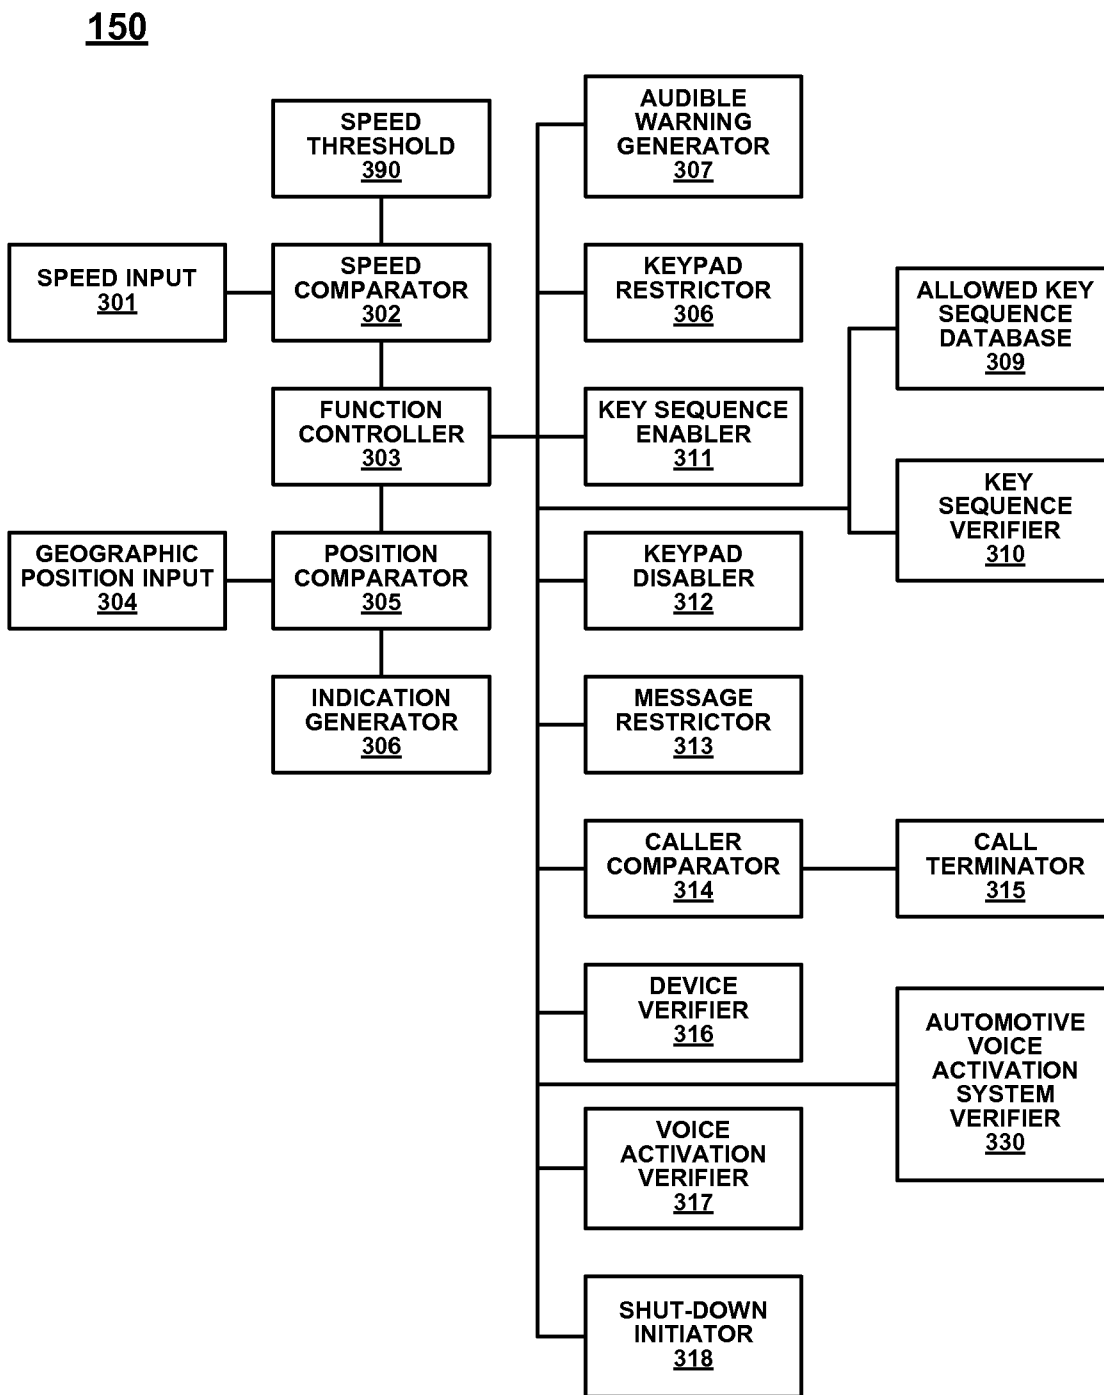 150
SPEED
THRESHOLD
390
SPEED INPUT
301
SPEED
COMPARATOR
302
FUNCTION
CONTROLLER
303
GEOGRAPHIC
POSITION INPUT
304
POSITION
COMPARATOR
305
INDICATION
GENERATOR
306
AUDIBLE
WARNING
GENERATOR
307
KEYPAD
RESTRICTOR
306
KEY SEQUENCE
ENABLER
311
ALLOWED KEY
SEQUENCE
DATABASE
309
KEY
SEQUENCE
VERIFIER
310
KEYPAD
DISABLER
312
MESSAGE
RESTRICTOR
313
CALLER
COMPARATOR
314
CALL
TERMINATOR
315
DEVICE
VERIFIER
316
AUTOMOTIVE
VOICE
ACTIVATION
SYSTEM
VERIFIER
330
VOICE
ACTIVATION
VERIFIER
317
SHUT-DOWN
INITIATOR
318